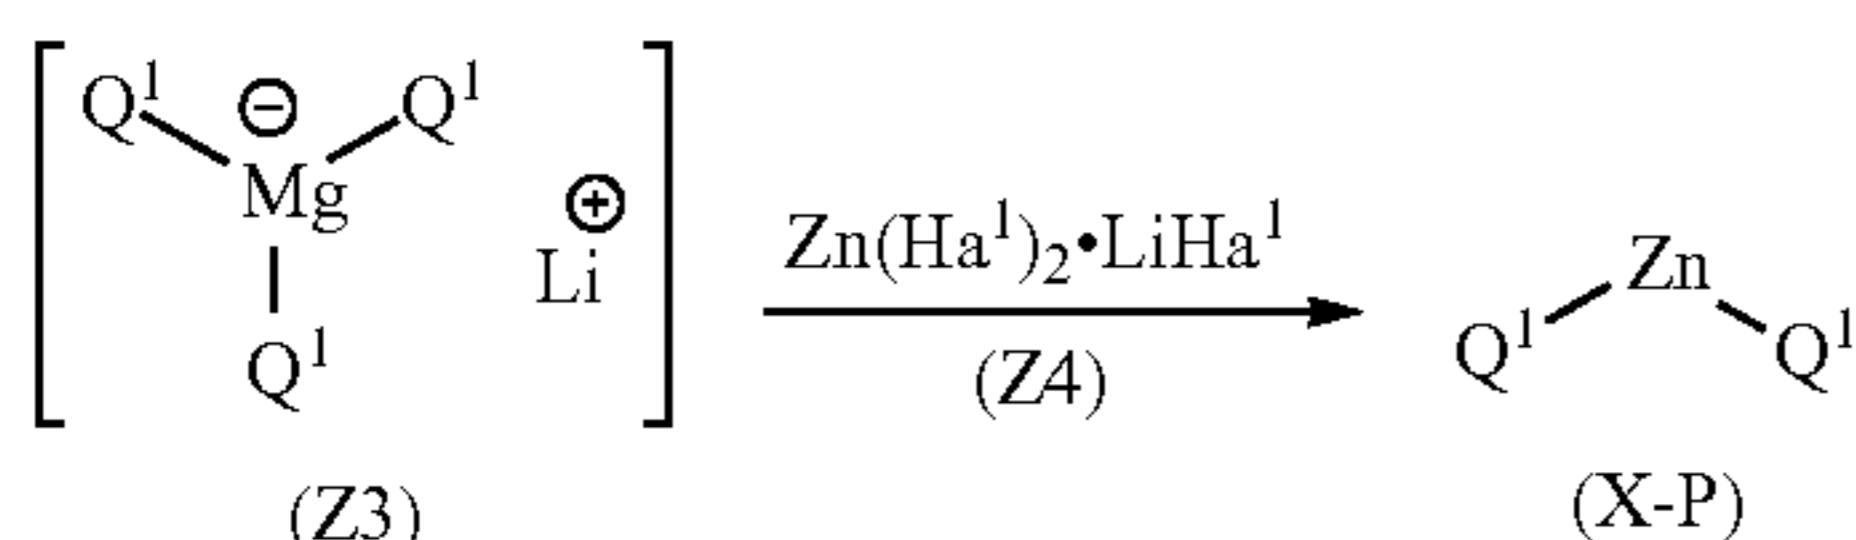 Q¹ ⊖ Q¹
Mg
Q¹
⊕
Li
Zn(Ha¹)₂•LiHa¹
(Z4)
Zn
Q¹ Q¹
(Z3)
(X-P)